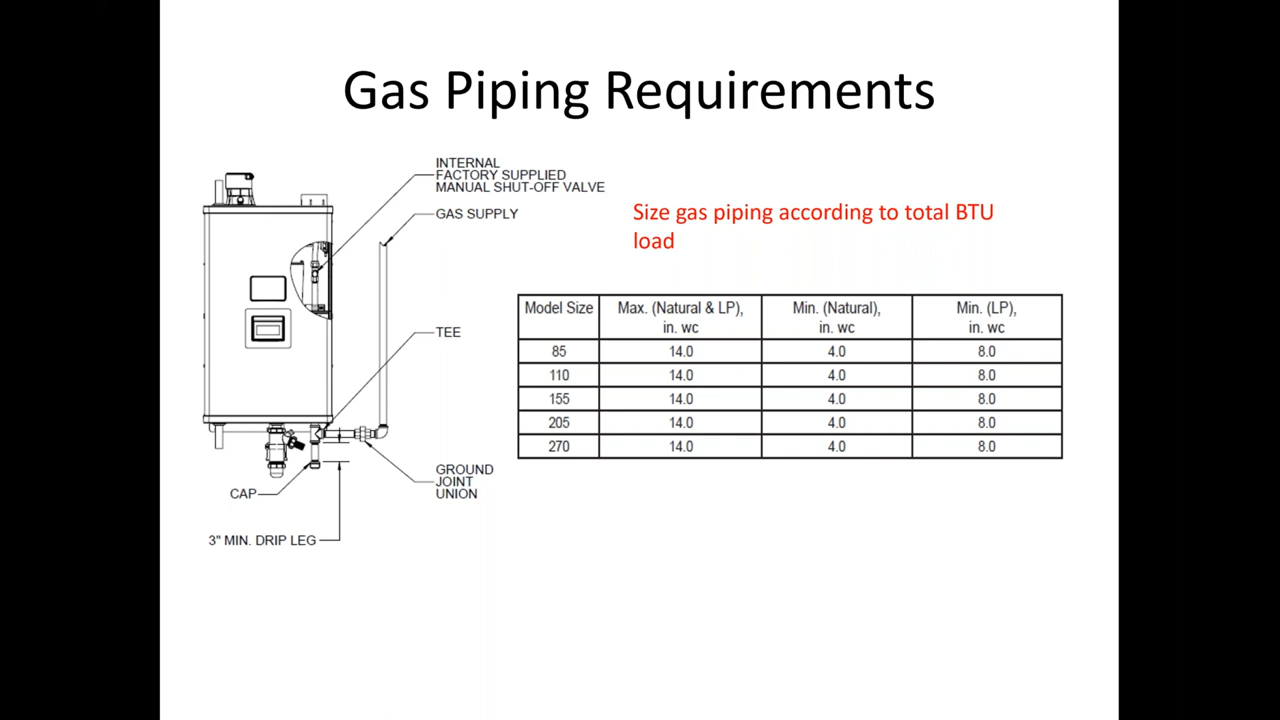 Gas Piping Requirements
INTERNAL
FACTORY SUPPLIED
MANUAL SHUT-OFF VALVE
GAS SUPPLY
TEE
GROUND
JOINT
UNION
CAP
3" MIN. DRIP LEG
Size gas piping according to total BTU
load
Model Size Max. (Natural & LP), Min. (Natural), Min. (LP),
in. wc in. wc in. wc
85 14.0 4.0 8.0
110 14.0 4.0 8.0
155 14.0 4.0 8.0
205 14.0 4.0 8.0
270 14.0 4.0 8.0